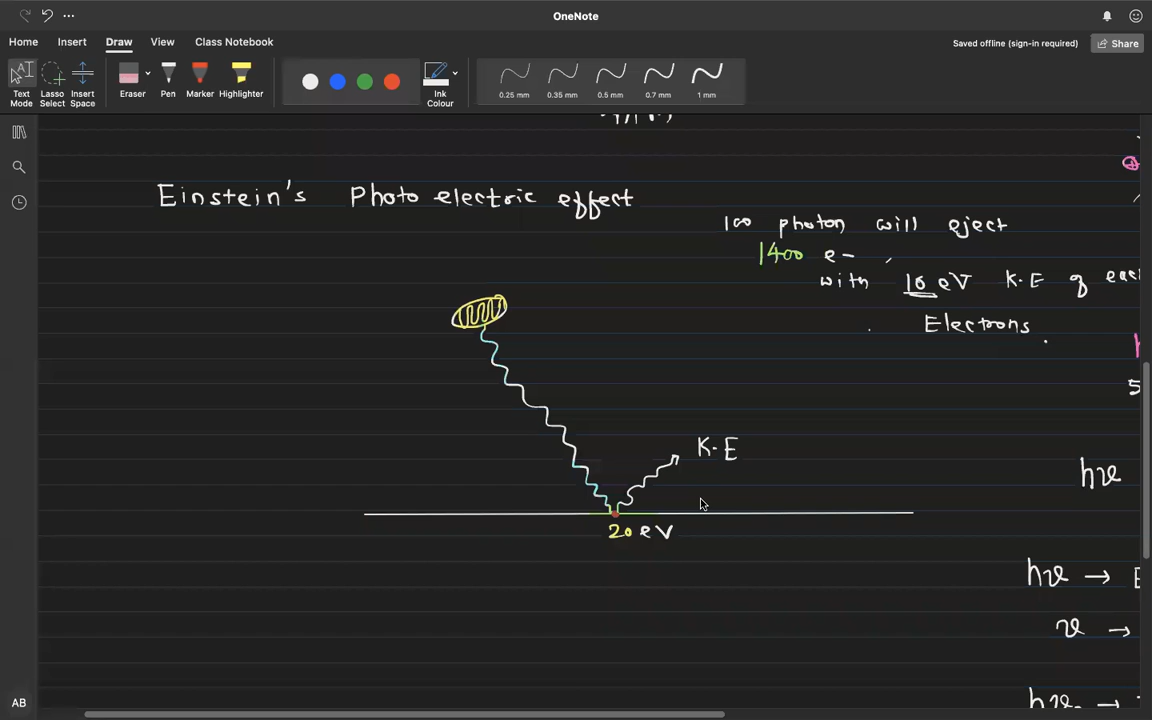 OneNote
Home Insert Draw View Class Notebook
Saved offline (sign-in required) Share
Text Mode
Lasso Select
Insert Space
Eraser
Pen
Marker
Highlighter
Ink Colour
0.25 mm 0.35 mm 0.5 mm 0.7 mm 1 mm
Einstein's Photo electric effect
100 photon will eject
1400 e-
with 10 eV K.E of each
Electrons.
K.E
20 eV
hν
hν → E
ν →
hν₀ →
5
AB